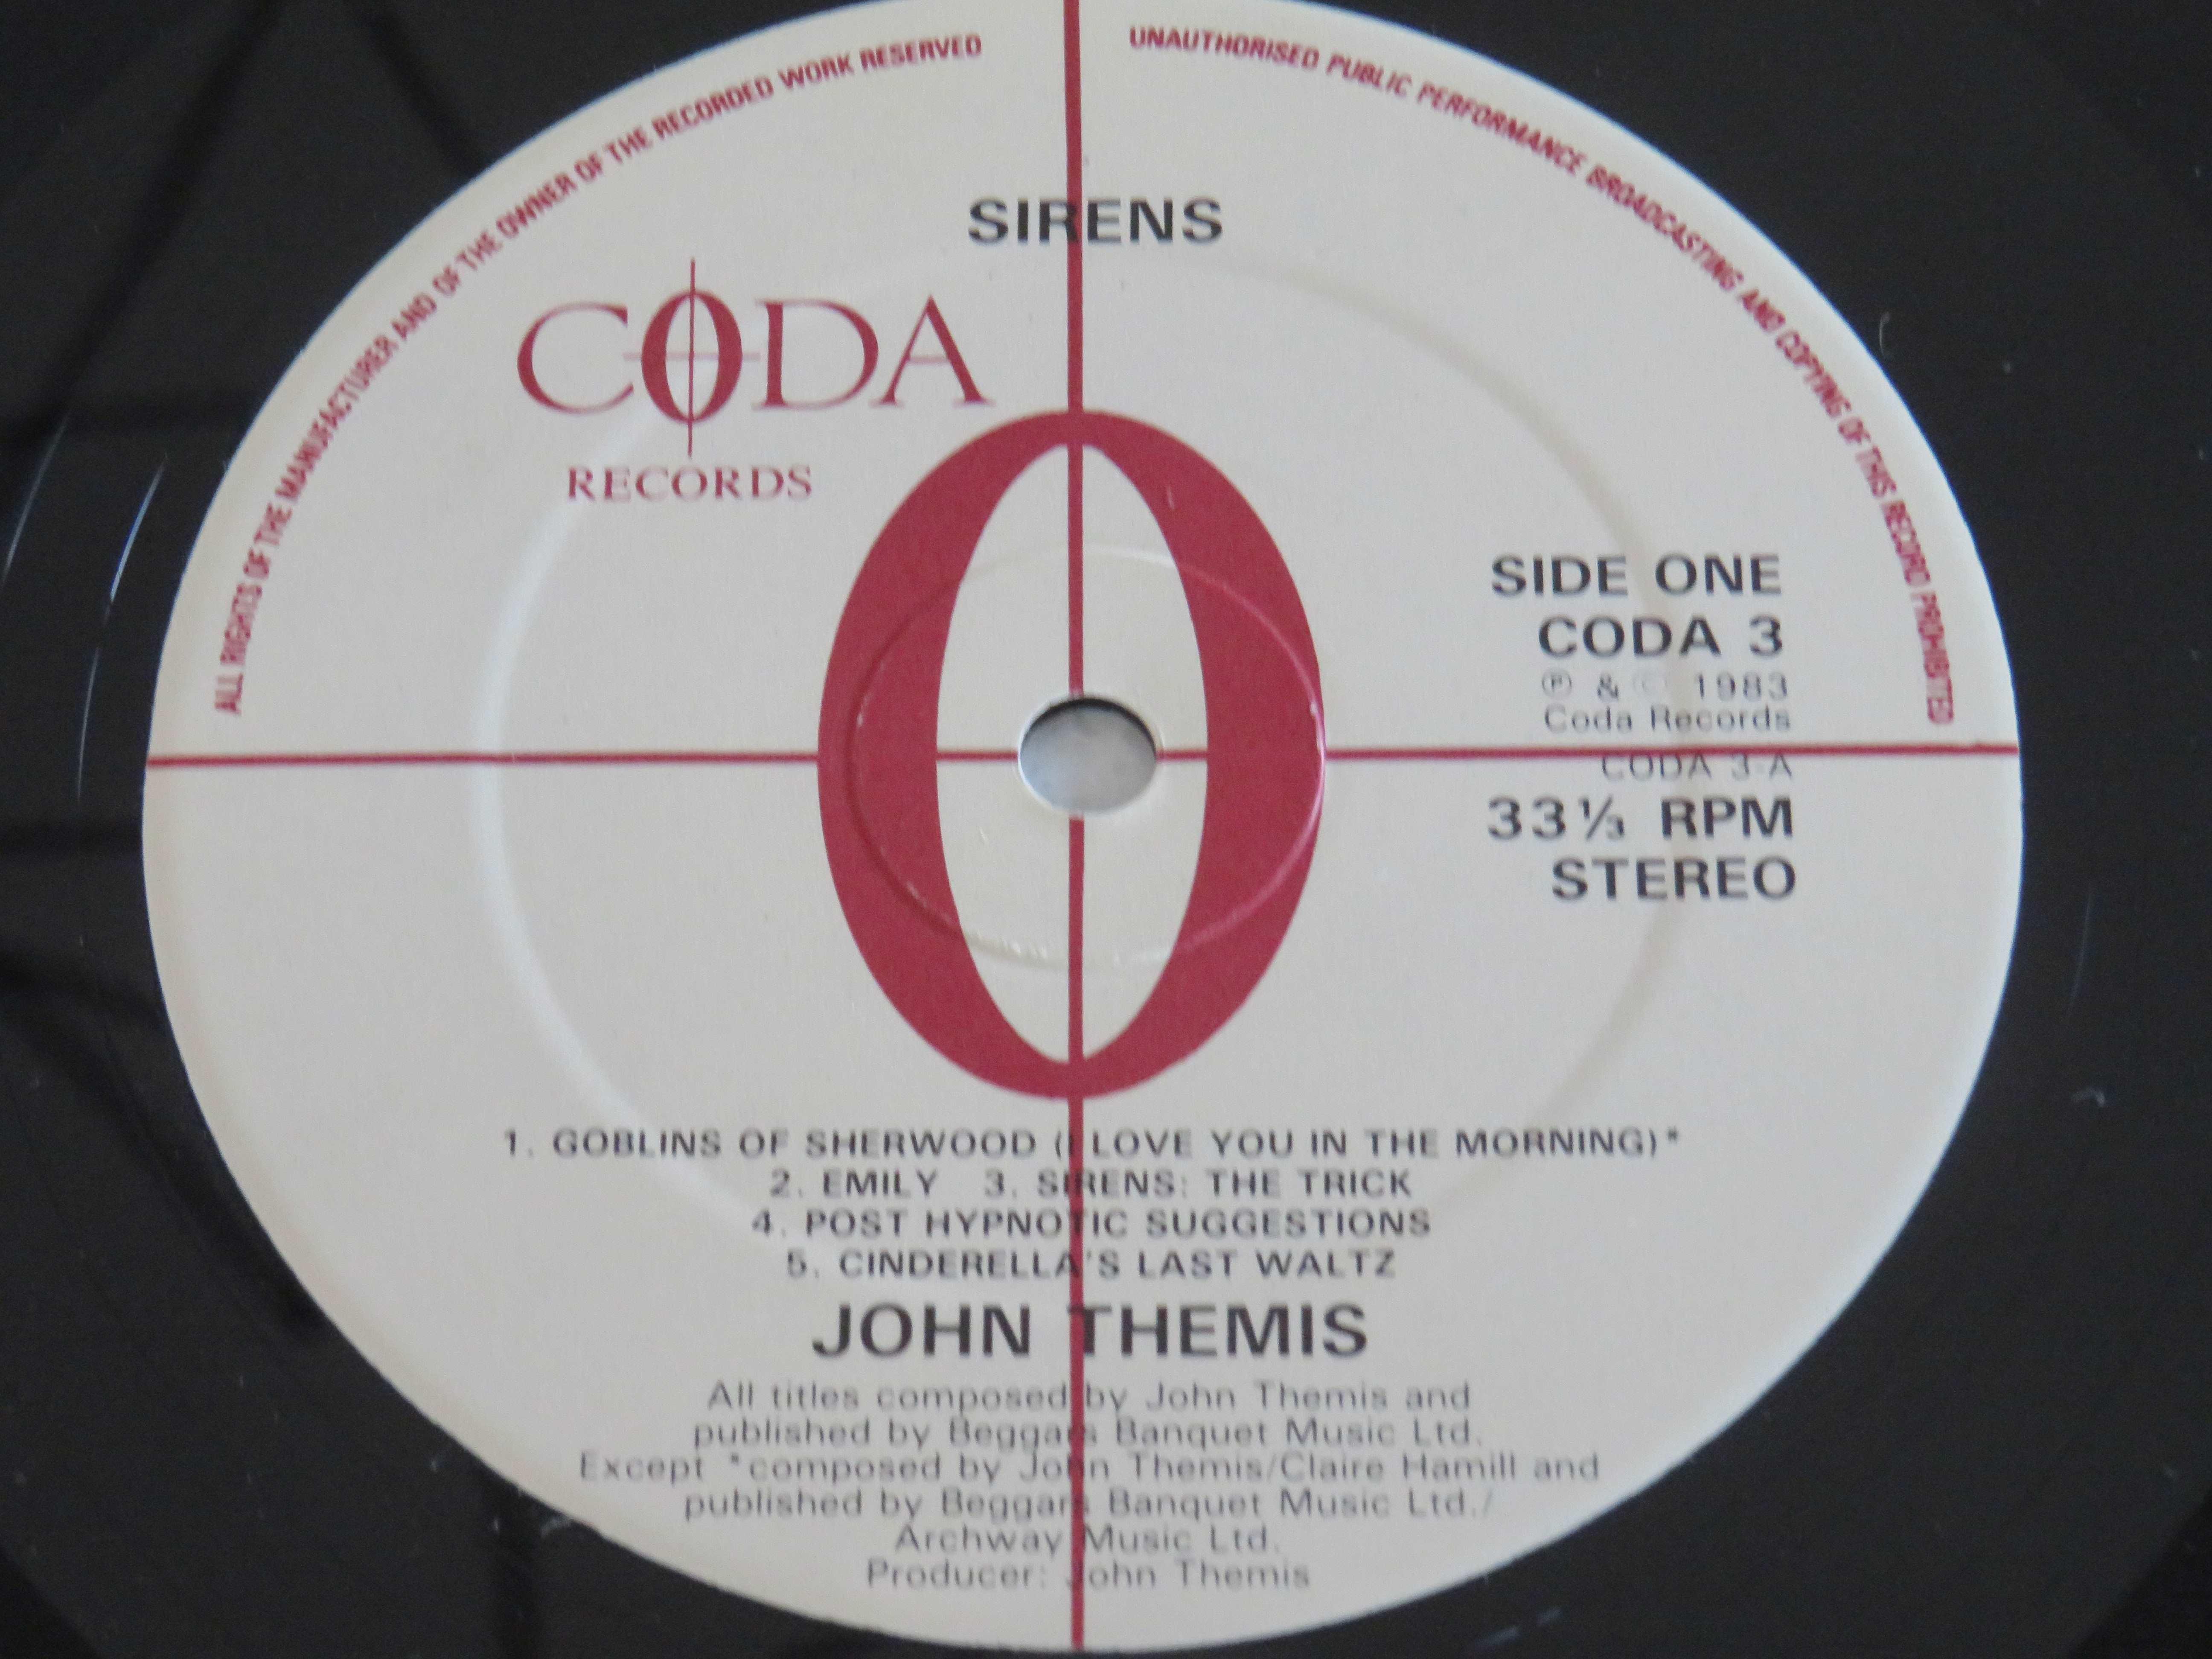 ALL RIGHTS OF THE MANUFACTURER AND OF THE OWNER OF THE RECORDED WORK RESERVED
UNAUTHORISED PUBLIC PERFORMANCE BROADCASTING AND COPYING OF THIS RECORD PROHIBITED
SIRENS
CODA
RECORDS
SIDE ONE
CODA 3
℗ & © 1983
Coda Records
CODA 3-A
33⅓ RPM
STEREO
1. GOBLINS OF SHERWOOD (I LOVE YOU IN THE MORNING)*
2. EMILY 3. SIRENS: THE TRICK
4. POST HYPNOTIC SUGGESTIONS
5. CINDERELLA'S LAST WALTZ
JOHN THEMIS
All titles composed by John Themis and
published by Beggars Banquet Music Ltd.
Except *composed by John Themis/Claire Hamill and
published by Beggars Banquet Music Ltd./
Archway Music Ltd.
Producer: John Themis